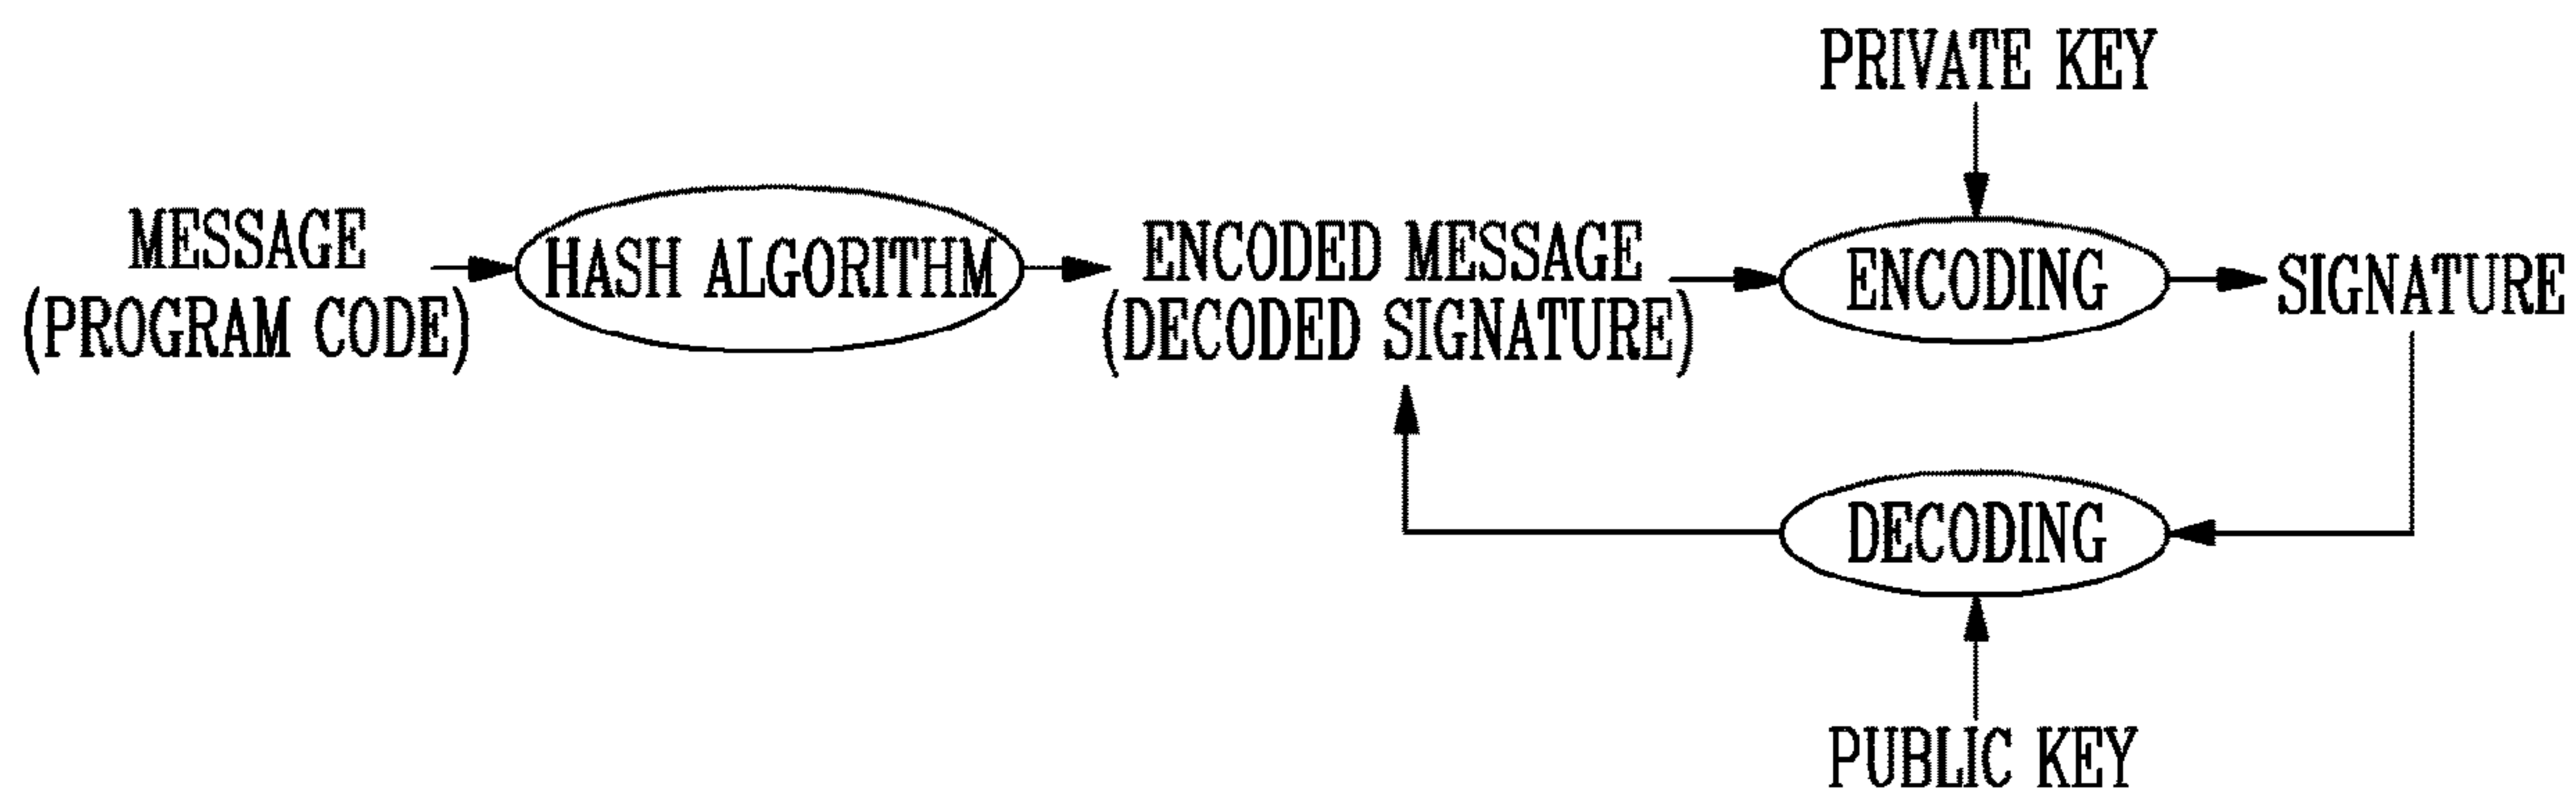 PRIVATE KEY
MESSAGE
(PROGRAM CODE)
HASH ALGORITHM
ENCODED MESSAGE
(DECODED SIGNATURE)
ENCODING
SIGNATURE
DECODING
PUBLIC KEY